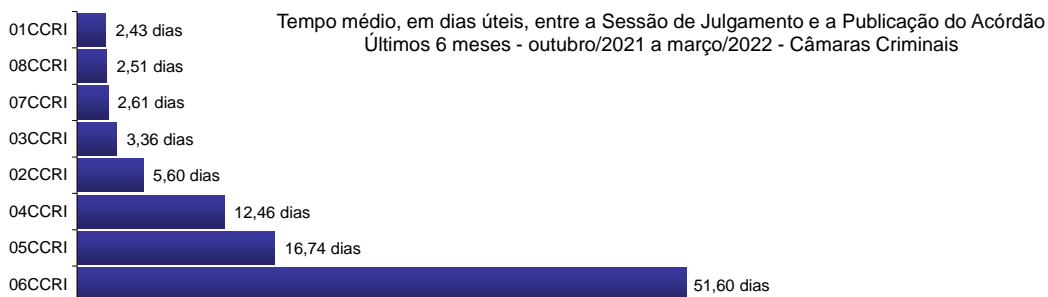 Tempo médio, em dias úteis, entre a Sessão de Julgamento e a Publicação do Acórdão
Últimos 6 meses - outubro/2021 a março/2022 - Câmaras Criminais
01CCRI 2,43 dias
08CCRI 2,51 dias
07CCRI 2,61 dias
03CCRI 3,36 dias
02CCRI 5,60 dias
04CCRI 12,46 dias
05CCRI 16,74 dias
06CCRI 51,60 dias